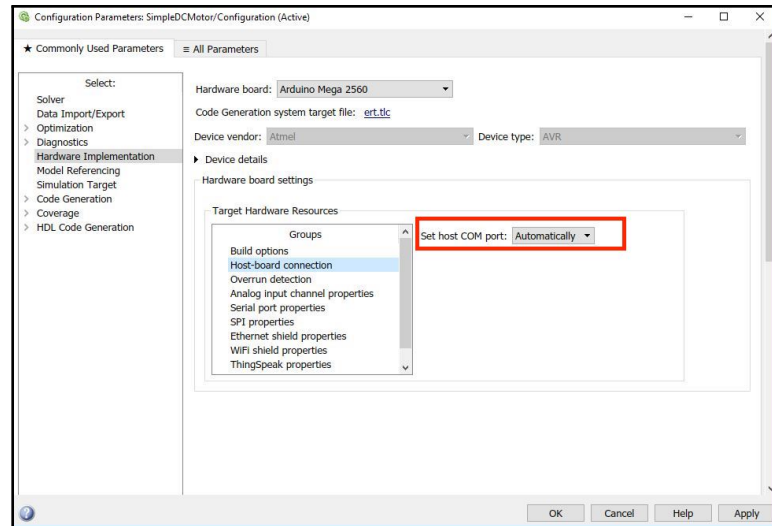 Configuration Parameters: SimpleDCMotor/Configuration (Active)
★ Commonly Used Parameters
≡ All Parameters
Select:
Solver
Data Import/Export
Optimization
Diagnostics
Hardware Implementation
Model Referencing
Simulation Target
Code Generation
Coverage
HDL Code Generation
Hardware board: Arduino Mega 2560
Code Generation system target file: ert.tlc
Device vendor: Atmel Device type: AVR
Device details
Hardware board settings
Target Hardware Resources
Groups
Build options
Host-board connection
Overrun detection
Analog input channel properties
Serial port properties
SPI properties
Ethernet shield properties
WiFi shield properties
ThingSpeak properties
Set host COM port: Automatically
OK Cancel Help Apply